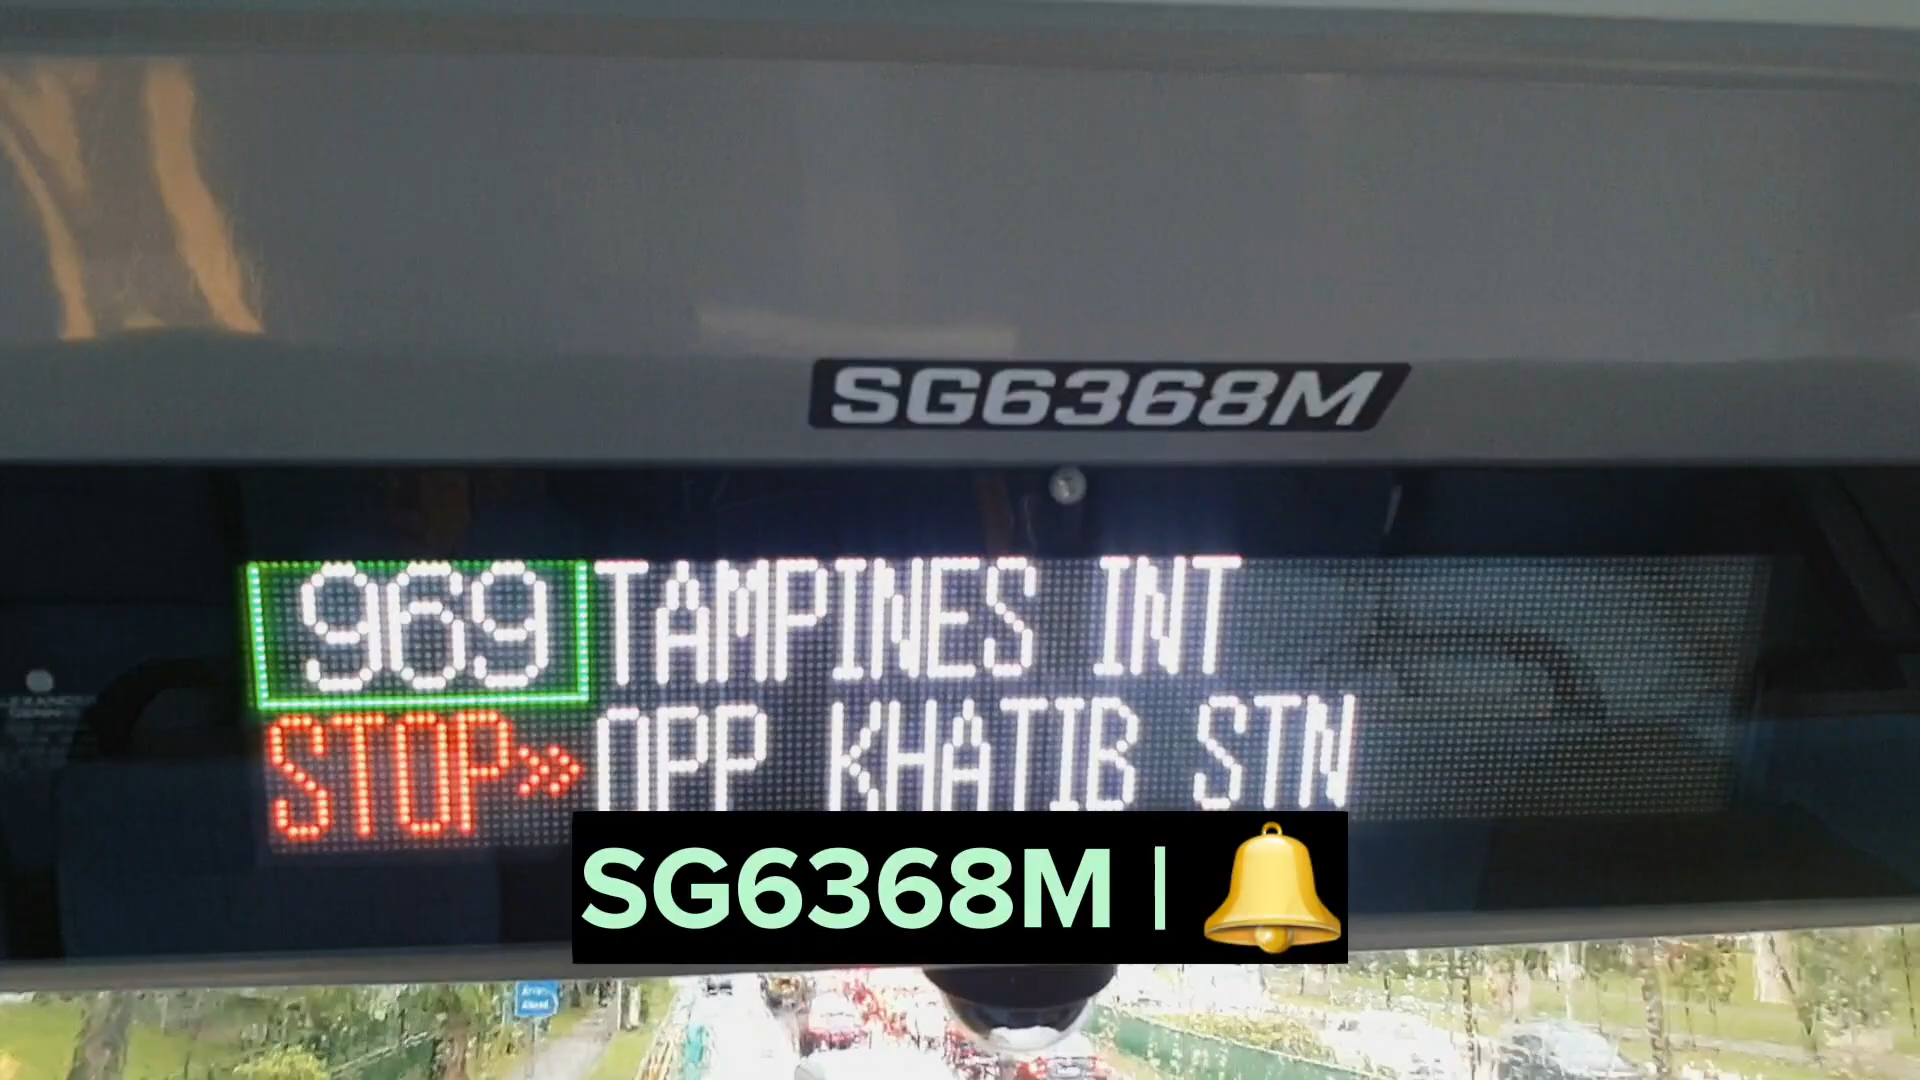 SG6368M
969 TAMPINES INT
STOP» OPP KHATIB STN
SG6368M | 🔔